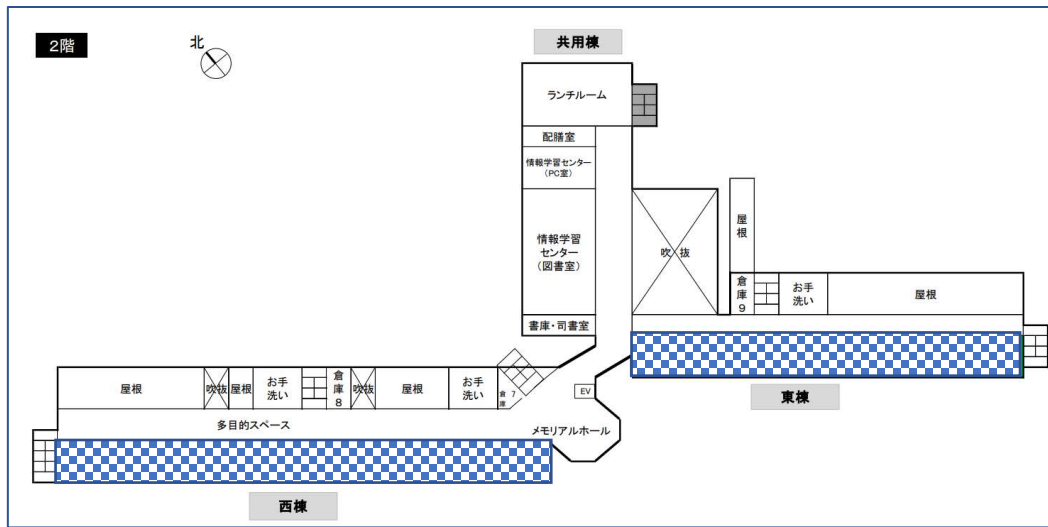 2階
北
共用棟
ランチルーム
配膳室
情報学習センター
(PC室)
情報学習
センター
(図書室)
書庫・司書室
吹 抜
屋
根
倉
庫
9
お手
洗い
屋根
東棟
屋根
吹抜
屋根
お手
洗い
倉
庫
8
吹抜
屋根
お手
洗い
倉
庫
7
EV
メモリアルホール
多目的スペース
西棟